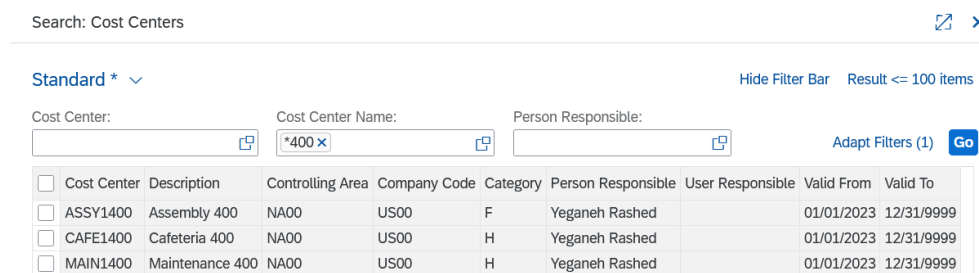 Search: Cost Centers
Standard *
Hide Filter Bar Result <= 100 items
Cost Center: Cost Center Name: Person Responsible:
*400 Adapt Filters (1) Go
Cost Center Description Controlling Area Company Code Category Person Responsible User Responsible Valid From Valid To
ASSY1400 Assembly 400 NA00 US00 F Yeganeh Rashed 01/01/2023 12/31/9999
CAFE1400 Cafeteria 400 NA00 US00 H Yeganeh Rashed 01/01/2023 12/31/9999
MAIN1400 Maintenance 400 NA00 US00 H Yeganeh Rashed 01/01/2023 12/31/9999